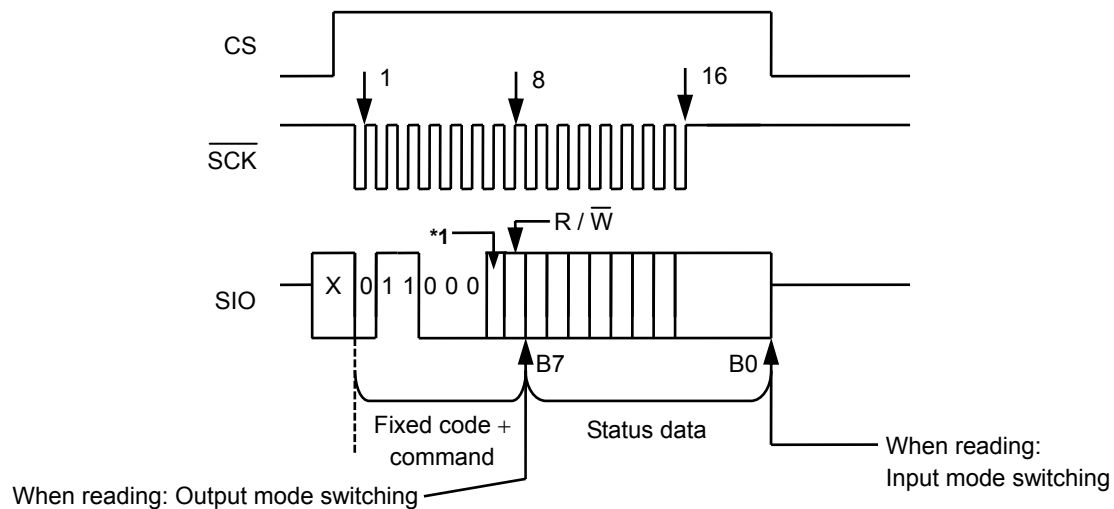 CS
1 8 16
SCK
*1 R / W
SIO X 0 1 1 0 0 0
B7 B0
Fixed code + Status data
command
When reading:
Input mode switching
When reading: Output mode switching